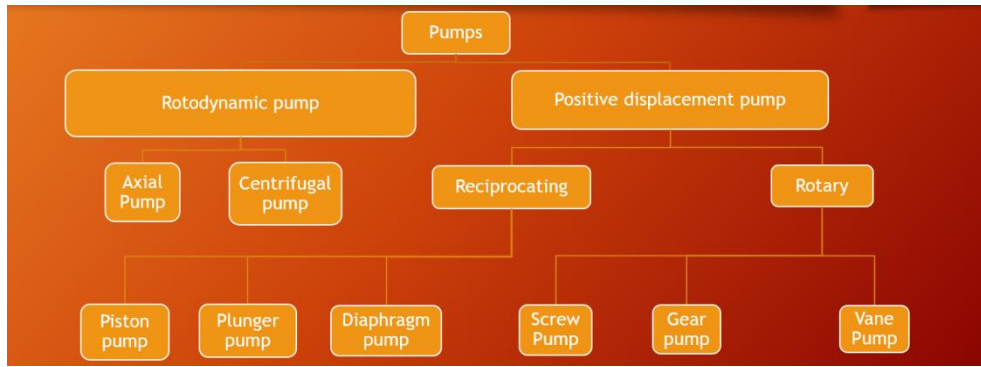 Pumps
Rotodynamic pump
Positive displacement pump
Axial
Pump
Centrifugal
pump
Reciprocating
Rotary
Piston
pump
Plunger
pump
Diaphragm
pump
Screw
Pump
Gear
pump
Vane
Pump